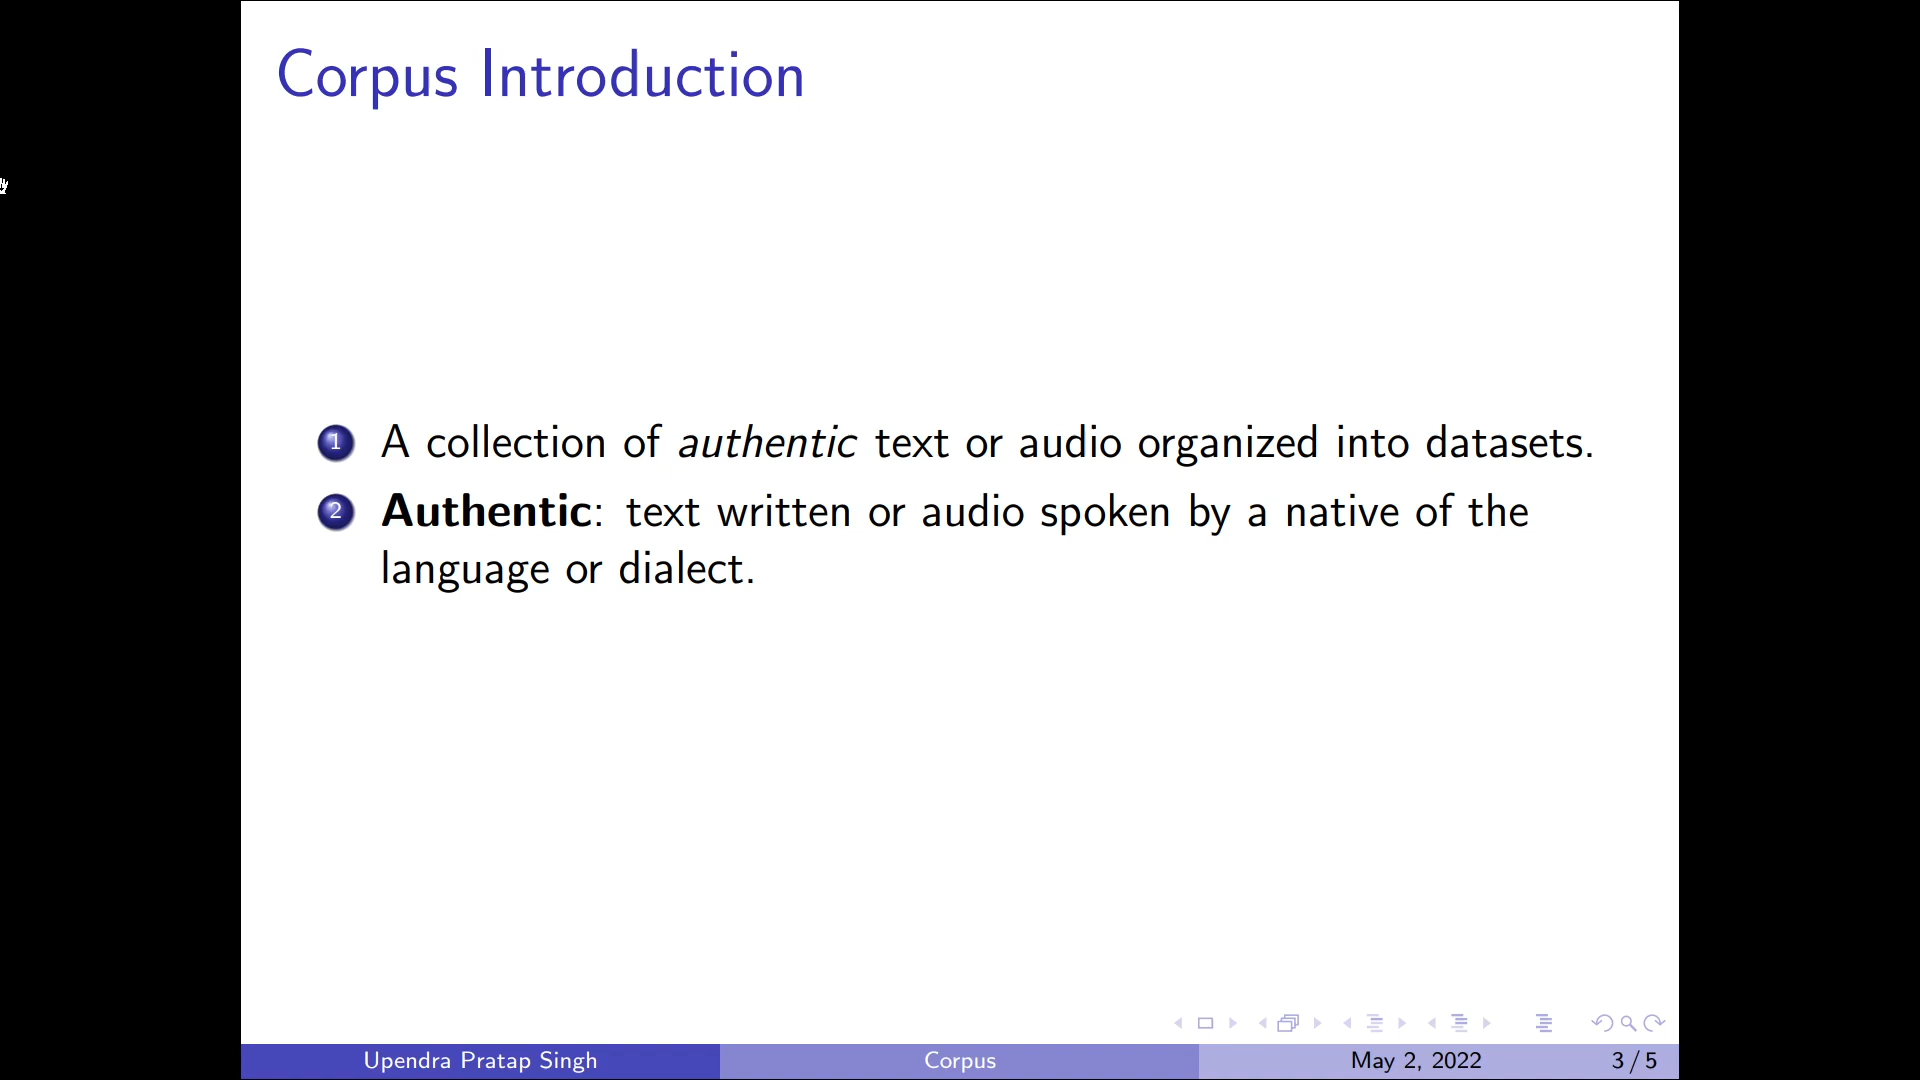 Corpus Introduction
1 A collection of authentic text or audio organized into datasets.
2 Authentic: text written or audio spoken by a native of the
language or dialect.
Upendra Pratap Singh Corpus May 2, 2022 3 / 5